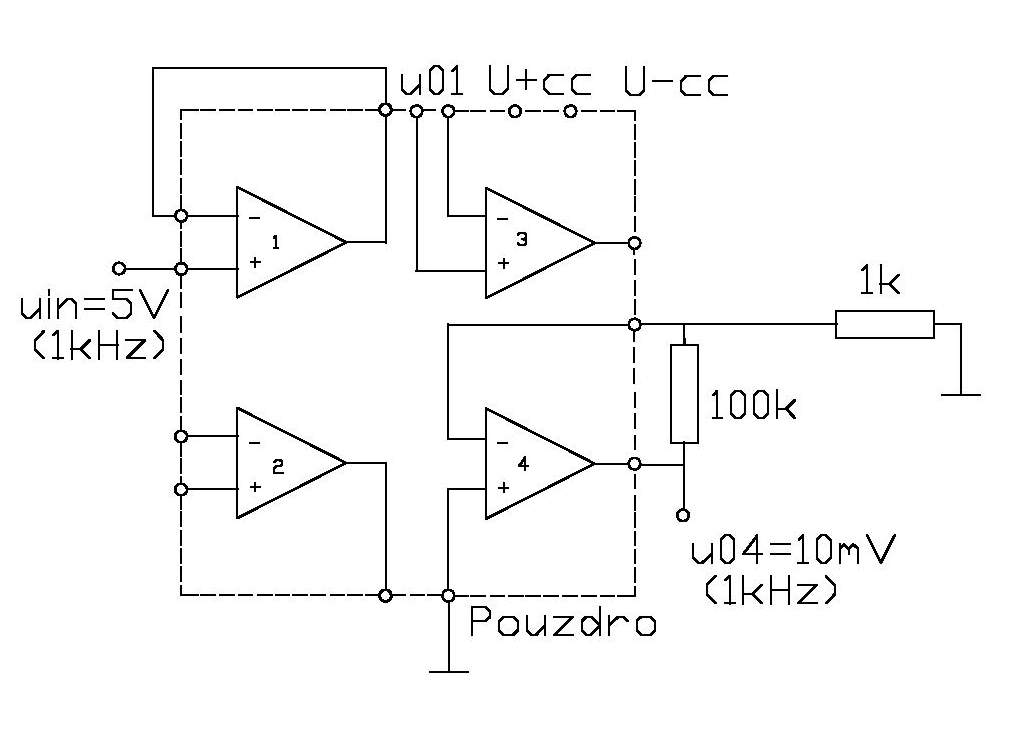 u01 U+cc U-cc
-
1
+
-
3
+
uin=5V
(1kHz)
1k
100k
-
2
+
-
4
+
u04=10mV
(1kHz)
Pouzdro